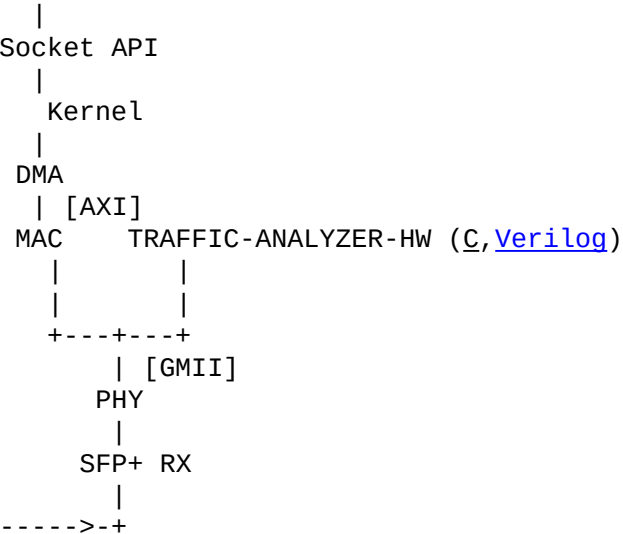 |
Socket API
|
Kernel
|
DMA
| [AXI]
MAC TRAFFIC-ANALYZER-HW (C,Verilog)
| |
| |
+---+---+
| [GMII]
PHY
|
SFP+ RX
|
----->-+